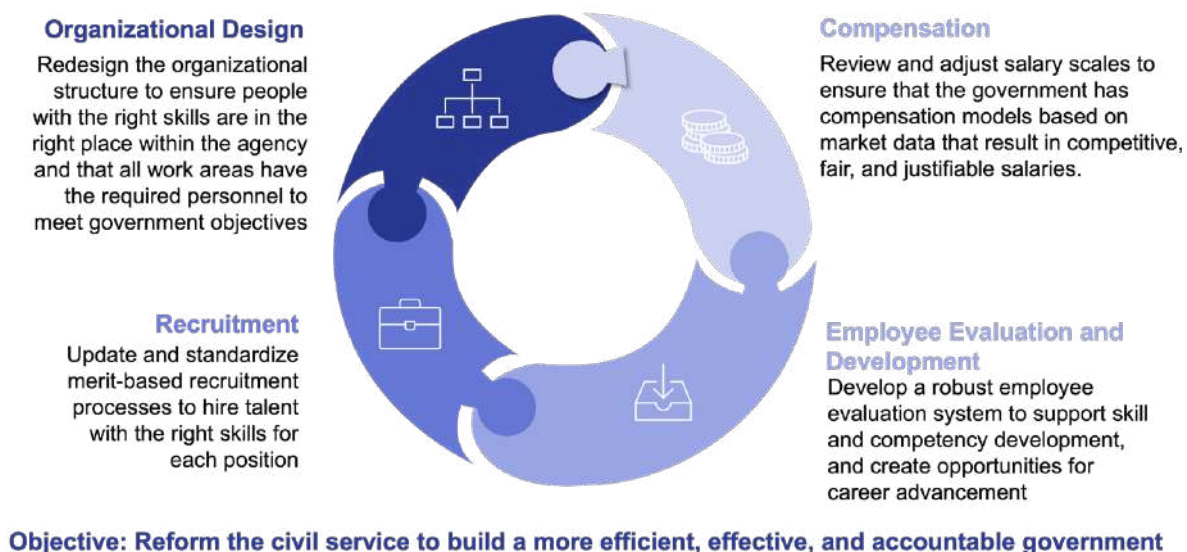 Organizational Design
Redesign the organizational
structure to ensure people
with the right skills are in the
right place within the agency
and that all work areas have
the required personnel to
meet government objectives
Compensation
Review and adjust salary scales to
ensure that the government has
compensation models based on
market data that result in competitive,
fair, and justifiable salaries.
Recruitment
Update and standardize
merit-based recruitment
processes to hire talent
with the right skills for
each position
Employee Evaluation and
Development
Develop a robust employee
evaluation system to support skill
and competency development,
and create opportunities for
career advancement
Objective: Reform the civil service to build a more efficient, effective, and accountable government